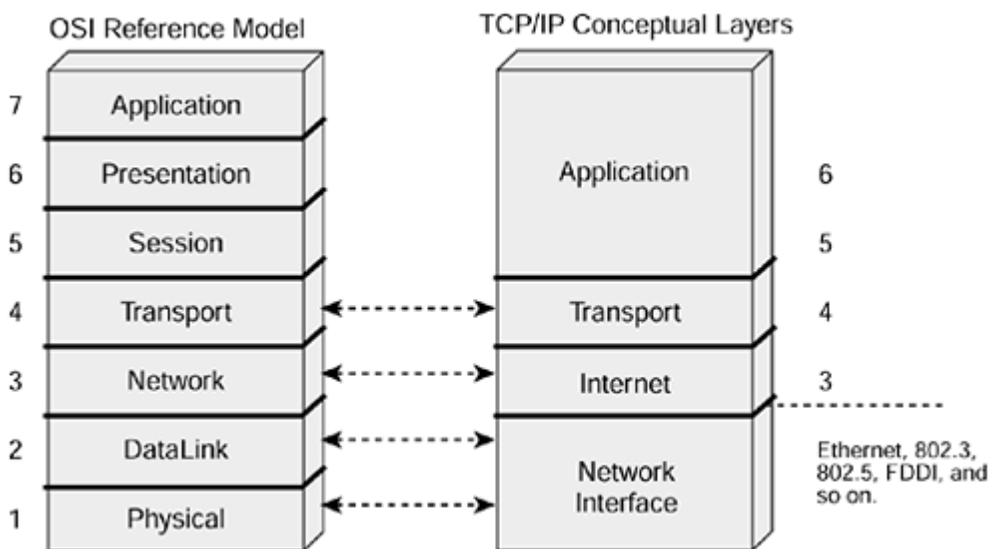 OSI Reference Model
TCP/IP Conceptual Layers
7
Application
6
Presentation
5
Session
4
Transport
3
Network
2
DataLink
1
Physical
Application
6
5
Transport
4
Internet
3
Network
Interface
Ethernet, 802.3,
802.5, FDDI, and
so on.